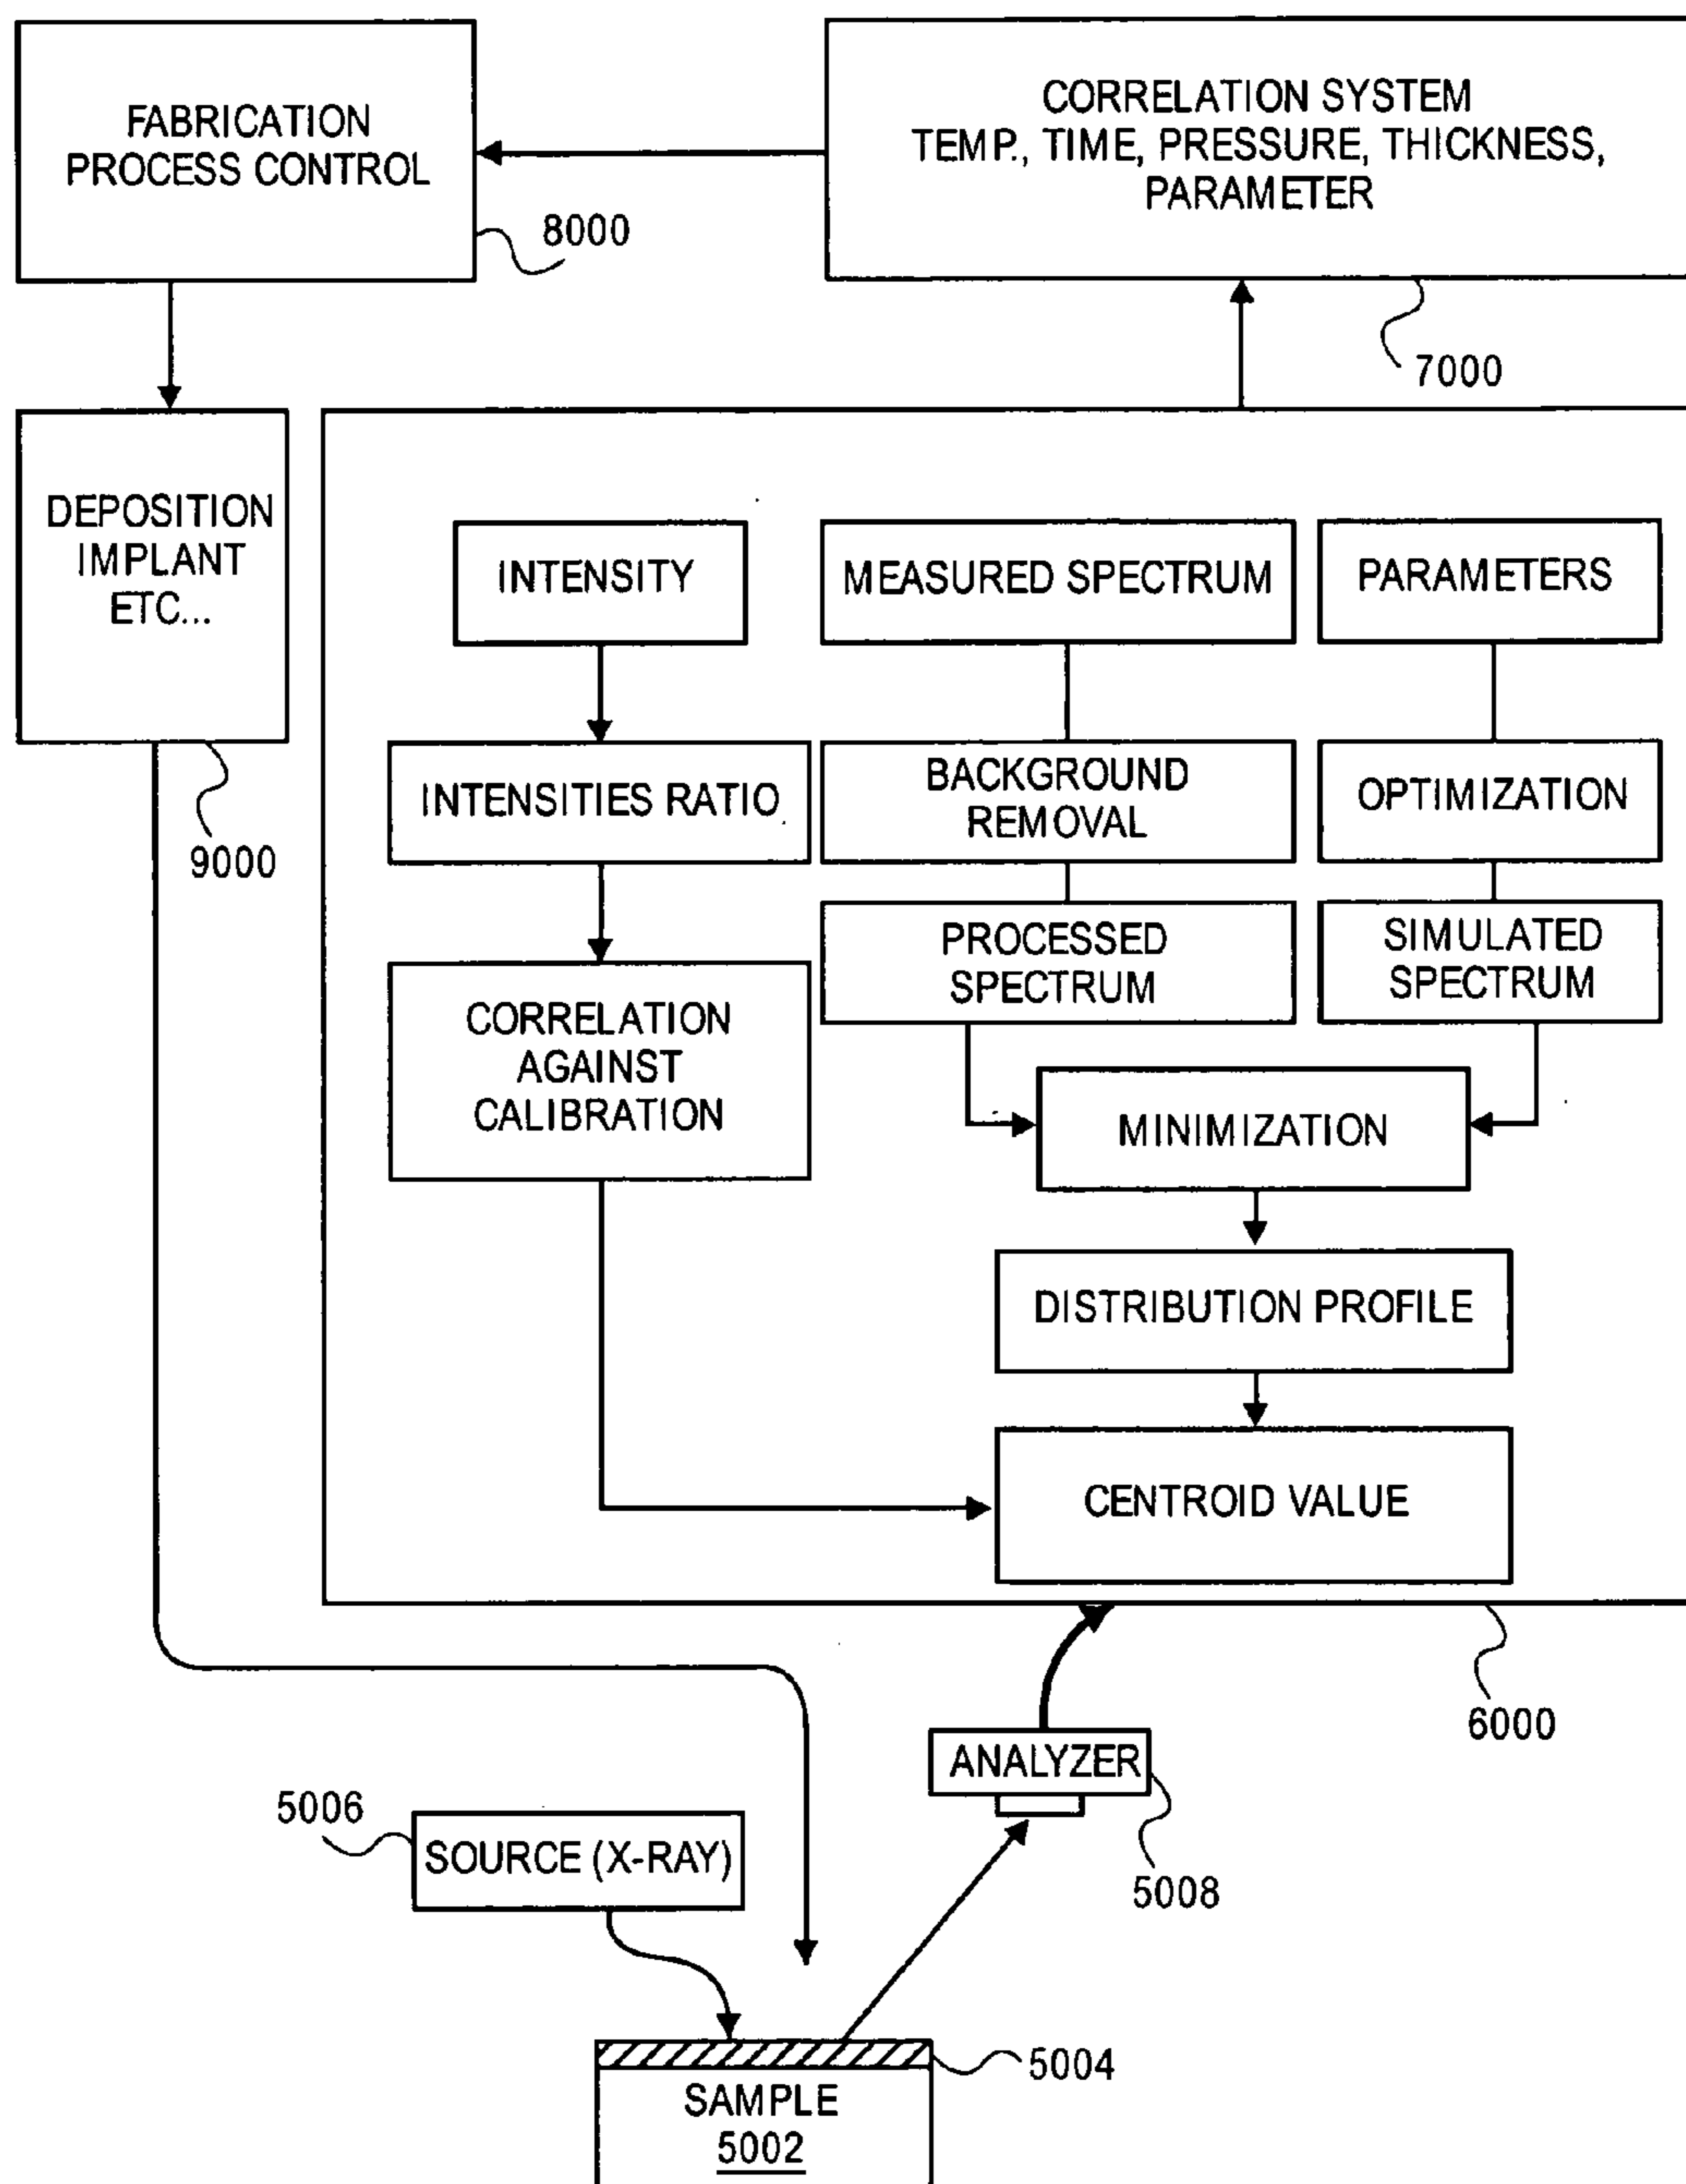 FABRICATION
PROCESS CONTROL
8000
CORRELATION SYSTEM
TEMP., TIME, PRESSURE, THICKNESS,
PARAMETER
7000
DEPOSITION
IMPLANT
ETC...
9000
INTENSITY
MEASURED SPECTRUM
PARAMETERS
INTENSITIES RATIO
BACKGROUND
REMOVAL
OPTIMIZATION
CORRELATION
AGAINST
CALIBRATION
PROCESSED
SPECTRUM
SIMULATED
SPECTRUM
MINIMIZATION
DISTRIBUTION PROFILE
CENTROID VALUE
6000
ANALYZER
5008
5006
SOURCE (X-RAY)
5004
SAMPLE
5002